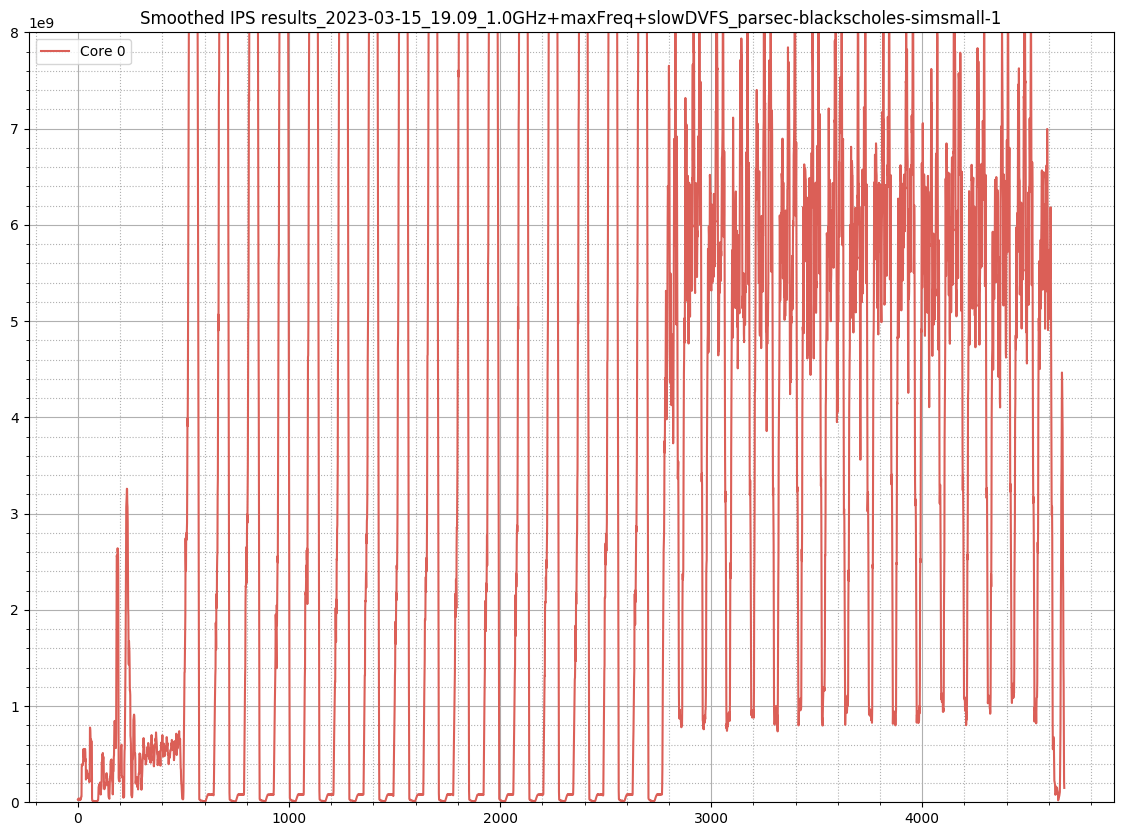 Smoothed IPS results_2023-03-15_19.09_1.0GHz+maxFreq+slowDVFS_parsec-blackscholes-simsmall-1
1e9
Core 0
8
7
6
5
4
3
2
1
0
0 1000 2000 3000 4000